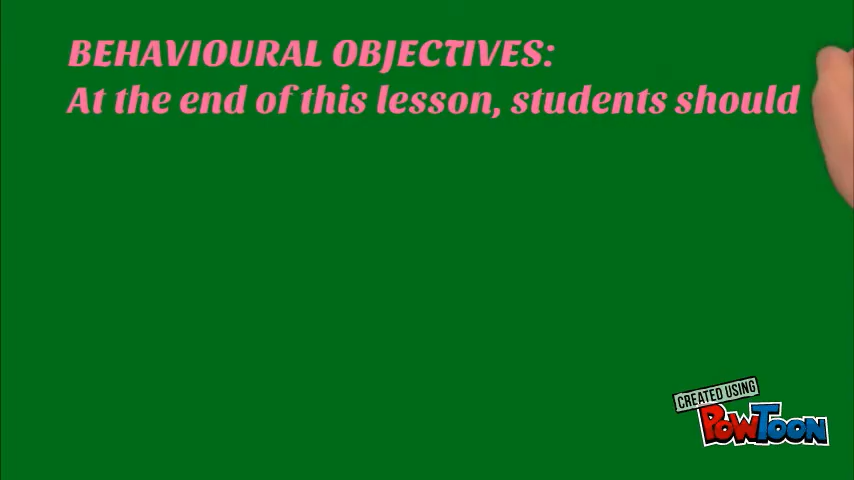 BEHAVIOURAL OBJECTIVES:
At the end of this lesson, students should
CREATED USING
POWTOON